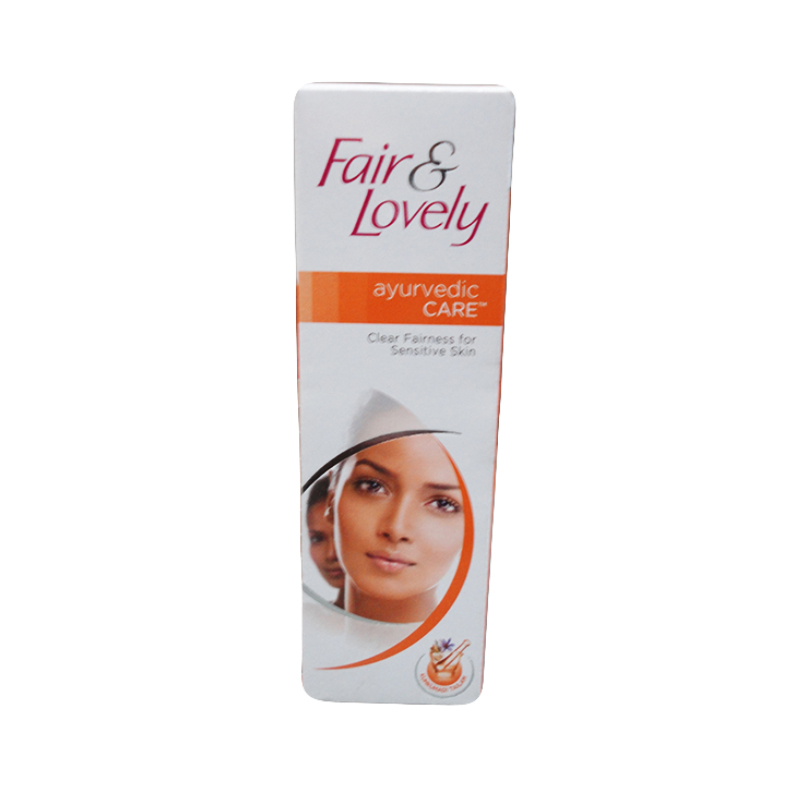 Fair &
Lovely
ayurvedic
CARE™
Clear Fairness for
Sensitive Skin